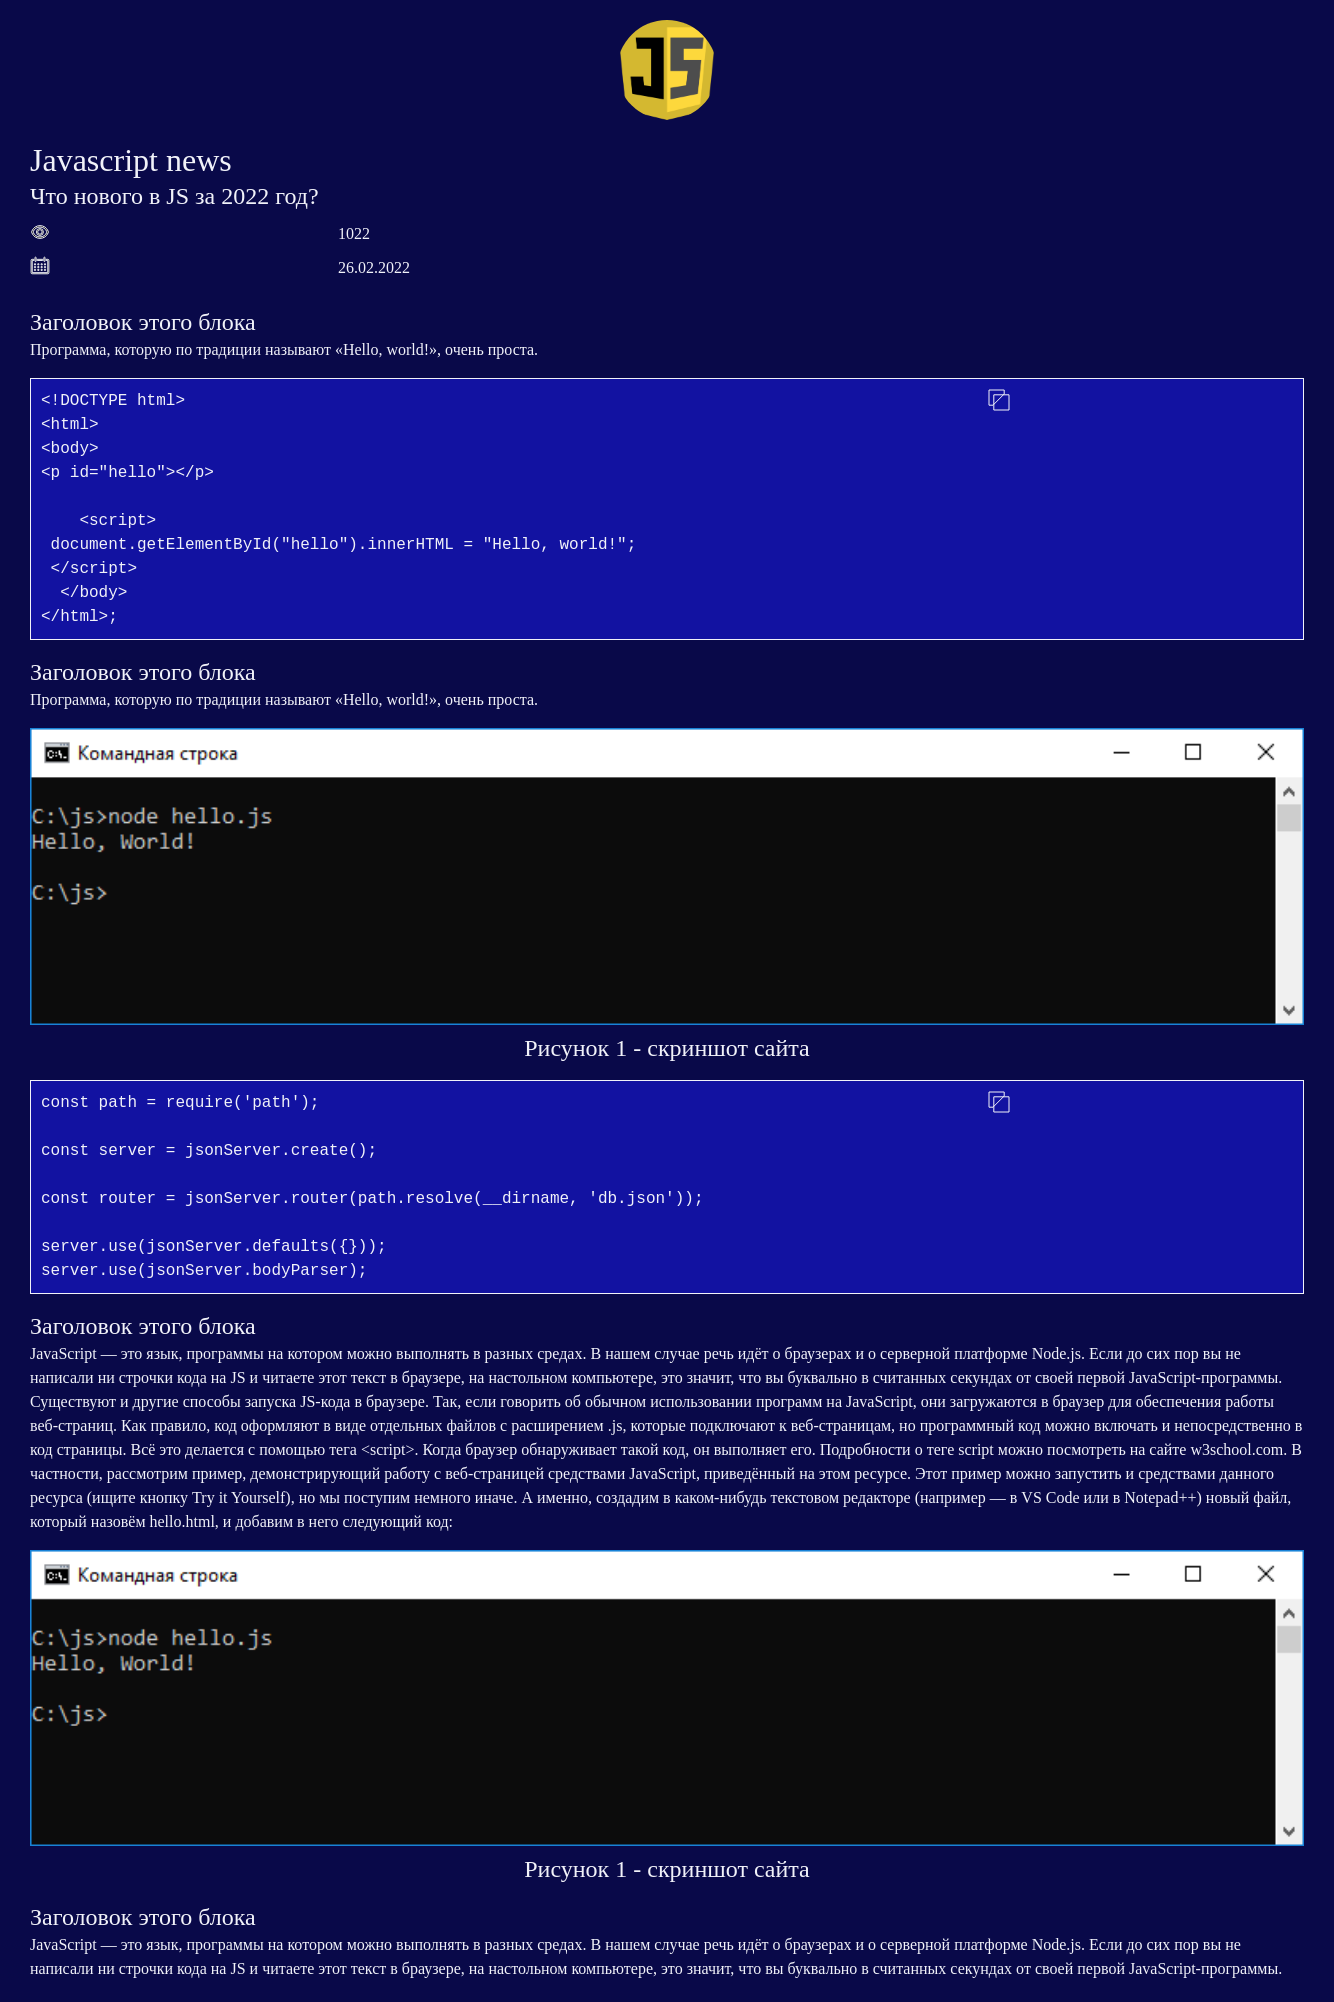 JS
Javascript news
Что нового в JS за 2022 год?
1022
26.02.2022
Заголовок этого блока
Программа, которую по традиции называют «Hello, world!», очень проста.
<!DOCTYPE html>
<html>
<body>
<p id="hello"></p>
<script>
document.getElementById("hello").innerHTML = "Hello, world!";
</script>
</body>
</html>;
Заголовок этого блока
Программа, которую по традиции называют «Hello, world!», очень проста.
C:\. Командная строка
C:\js>node hello.js
Hello, World!
C:\js>
Рисунок 1 - скриншот сайта
const path = require('path');
const server = jsonServer.create();
const router = jsonServer.router(path.resolve(__dirname, 'db.json'));
server.use(jsonServer.defaults({}));
server.use(jsonServer.bodyParser);
Заголовок этого блока
JavaScript — это язык, программы на котором можно выполнять в разных средах. В нашем случае речь идёт о браузерах и о серверной платформе Node.js. Если до сих пор вы не
написали ни строчки кода на JS и читаете этот текст в браузере, на настольном компьютере, это значит, что вы буквально в считанных секундах от своей первой JavaScript-программы.
Существуют и другие способы запуска JS-кода в браузере. Так, если говорить об обычном использовании программ на JavaScript, они загружаются в браузер для обеспечения работы
веб-страниц. Как правило, код оформляют в виде отдельных файлов с расширением .js, которые подключают к веб-страницам, но программный код можно включать и непосредственно в
код страницы. Всё это делается с помощью тега <script>. Когда браузер обнаруживает такой код, он выполняет его. Подробности о теге script можно посмотреть на сайте w3school.com. В
частности, рассмотрим пример, демонстрирующий работу с веб-страницей средствами JavaScript, приведённый на этом ресурсе. Этот пример можно запустить и средствами данного
ресурса (ищите кнопку Try it Yourself), но мы поступим немного иначе. А именно, создадим в каком-нибудь текстовом редакторе (например — в VS Code или в Notepad++) новый файл,
который назовём hello.html, и добавим в него следующий код:
C:\. Командная строка
C:\js>node hello.js
Hello, World!
C:\js>
Рисунок 1 - скриншот сайта
Заголовок этого блока
JavaScript — это язык, программы на котором можно выполнять в разных средах. В нашем случае речь идёт о браузерах и о серверной платформе Node.js. Если до сих пор вы не
написали ни строчки кода на JS и читаете этот текст в браузере, на настольном компьютере, это значит, что вы буквально в считанных секундах от своей первой JavaScript-программы.